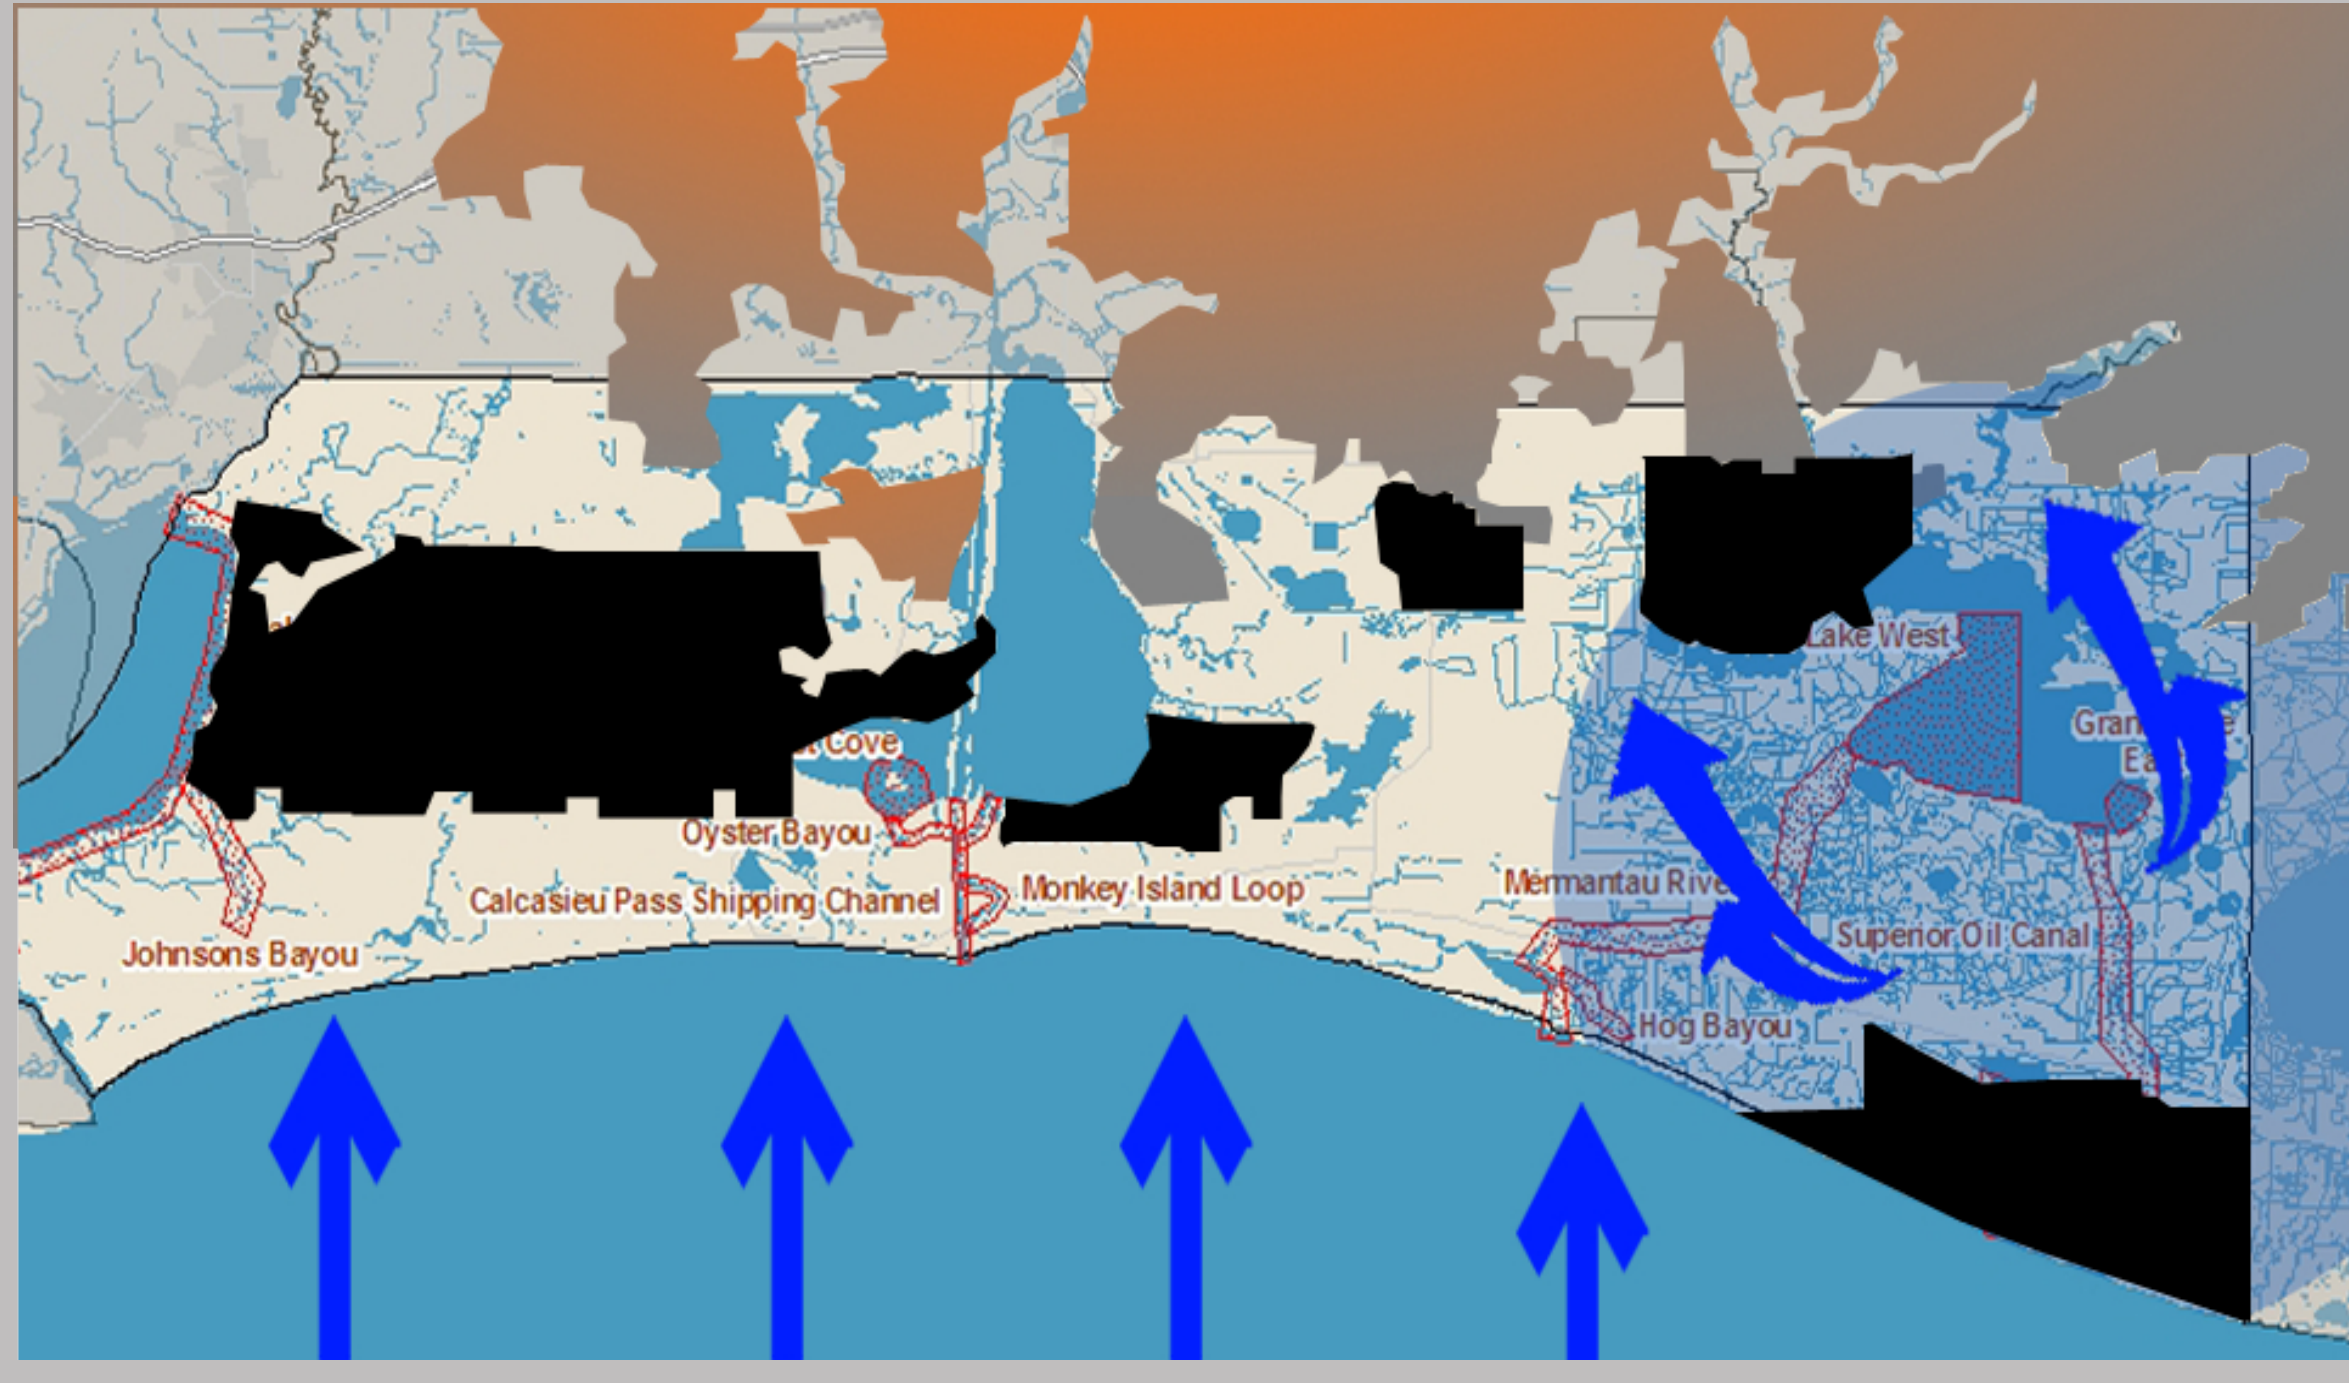 Lake West
Cove
Oyster Bayou
Calcasieu Pass Shipping Channel
Monkey Island Loop
Superior Oil Canal
Johnsons Bayou
Hog Bayou